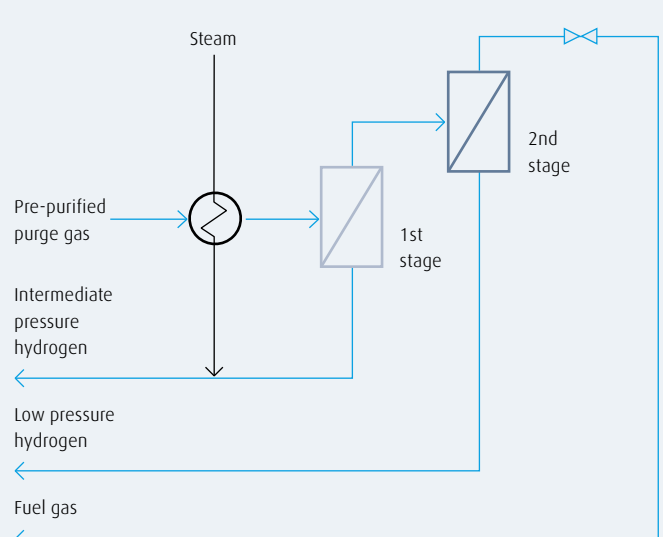 Steam
2nd
stage
Pre-purified
purge gas
1st
stage
Intermediate
pressure
hydrogen
Low pressure
hydrogen
Fuel gas